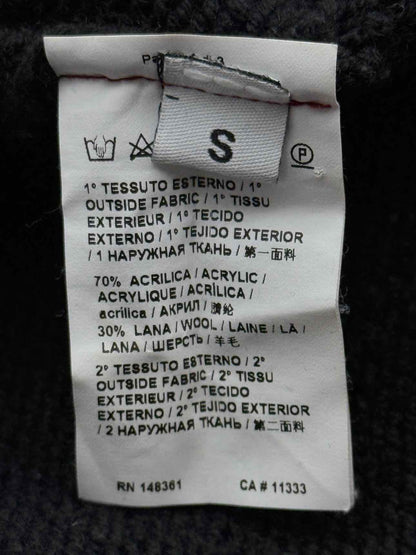 S
P
1° TESSUTO ESTERNO / 1°
OUTSIDE FABRIC / 1° TISSU
EXTERIEUR / 1° TECIDO
EXTERNO / 1° TEJIDO EXTERIOR
/ 1 НАРУЖНАЯ ТКАНЬ / 第一面料
70% ACRILICA / ACRYLIC /
ACRYLIQUE / ACRÍLICA /
acrilica / АКРИЛ / 腈纶
30% LANA / WOOL / LAINE / LÃ /
LANA / ШЕРСТЬ / 羊毛
2° TESSUTO ESTERNO / 2°
OUTSIDE FABRIC / 2° TISSU
EXTERIEUR / 2° TECIDO
EXTERNO / 2° TEJIDO EXTERIOR
/ 2 НАРУЖНАЯ ТКАНЬ / 第二面料
RN 148361 CA # 11333